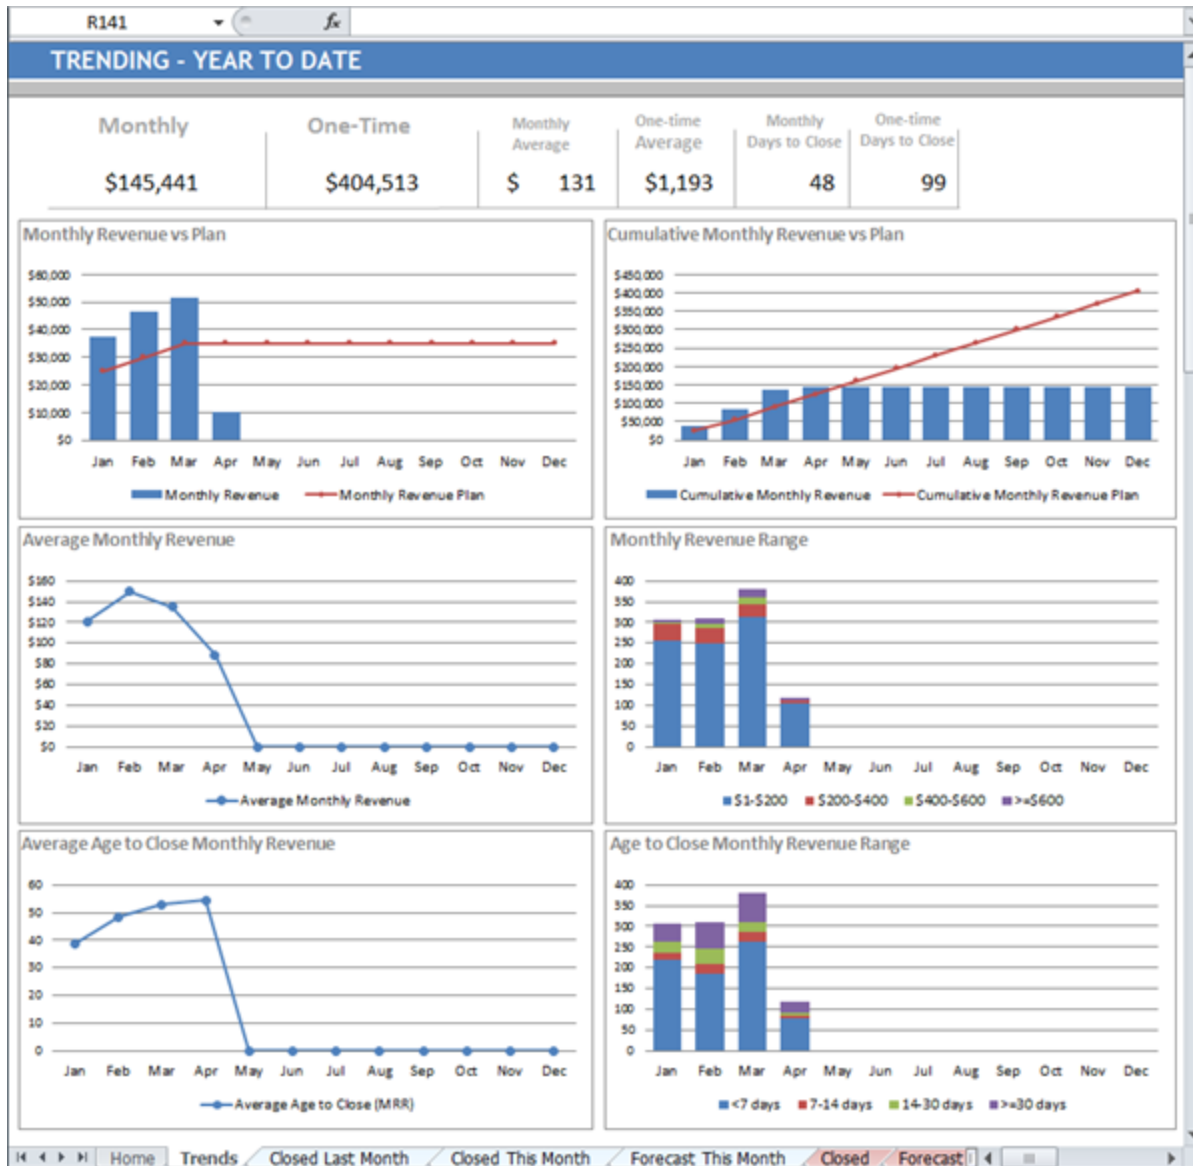 R141 fx
TRENDING - YEAR TO DATE
Monthly One-Time Monthly Average One-time Average Monthly Days to Close One-time Days to Close
$145,441 $404,513 $ 131 $1,193 48 99
Monthly Revenue vs Plan
$60,000
$50,000
$40,000
$30,000
$20,000
$10,000
$0
Jan Feb Mar Apr May Jun Jul Aug Sep Oct Nov Dec
Monthly Revenue Monthly Revenue Plan
Cumulative Monthly Revenue vs Plan
$450,000
$400,000
$350,000
$300,000
$250,000
$200,000
$150,000
$100,000
$50,000
$0
Jan Feb Mar Apr May Jun Jul Aug Sep Oct Nov Dec
Cumulative Monthly Revenue Cumulative Monthly Revenue Plan
Average Monthly Revenue
$160
$140
$120
$100
$80
$60
$40
$20
$0
Jan Feb Mar Apr May Jun Jul Aug Sep Oct Nov Dec
Average Monthly Revenue
Monthly Revenue Range
400
350
300
250
200
150
100
50
0
Jan Feb Mar Apr May Jun Jul Aug Sep Oct Nov Dec
$1-$200 $200-$400 $400-$600 >=$600
Average Age to Close Monthly Revenue
60
50
40
30
20
10
0
Jan Feb Mar Apr May Jun Jul Aug Sep Oct Nov Dec
Average Age to Close (MRR)
Age to Close Monthly Revenue Range
400
350
300
250
200
150
100
50
0
Jan Feb Mar Apr May Jun Jul Aug Sep Oct Nov Dec
<7 days 7-14 days 14-30 days >=30 days
Home Trends Closed Last Month Closed This Month Forecast This Month Closed Forecast